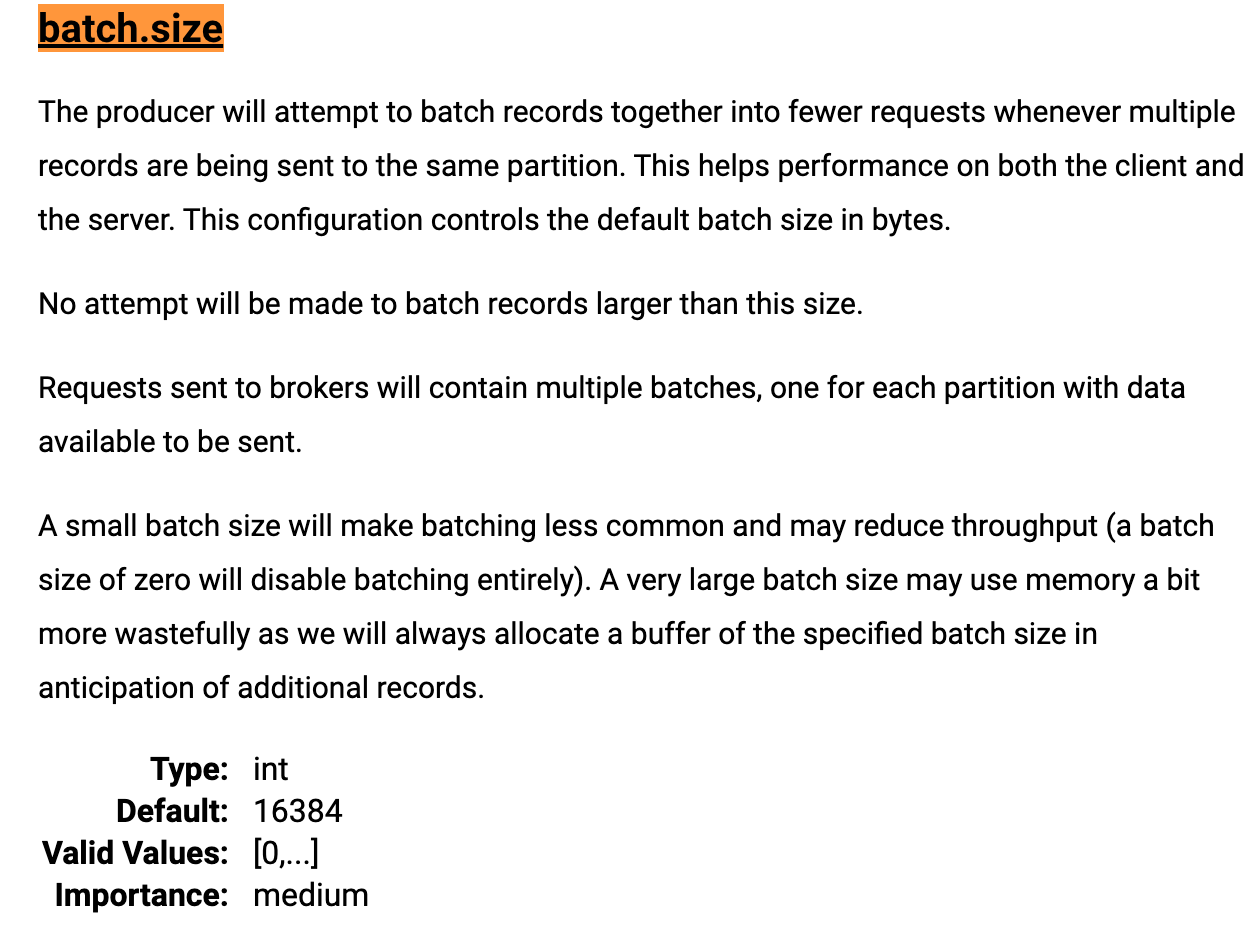 batch.size
The producer will attempt to batch records together into fewer requests whenever multiple
records are being sent to the same partition. This helps performance on both the client and
the server. This configuration controls the default batch size in bytes.
No attempt will be made to batch records larger than this size.
Requests sent to brokers will contain multiple batches, one for each partition with data
available to be sent.
A small batch size will make batching less common and may reduce throughput (a batch
size of zero will disable batching entirely). A very large batch size may use memory a bit
more wastefully as we will always allocate a buffer of the specified batch size in
anticipation of additional records.
Type: int
Default: 16384
Valid Values: [0,...]
Importance: medium